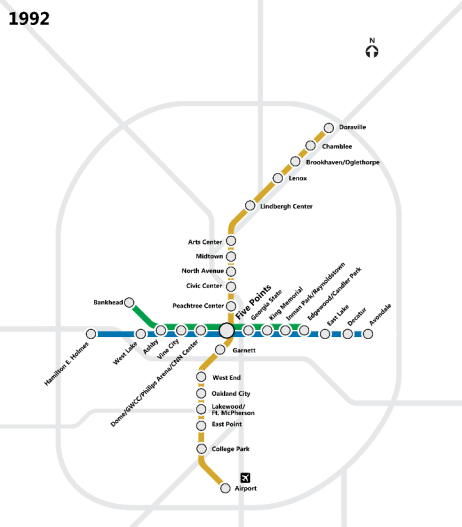 1992
N
Doraville
Chamblee
Brookhaven/Oglethorpe
Lenox
Lindbergh Center
Arts Center
Midtown
North Avenue
Civic Center
Peachtree Center
Five Points
Bankhead
Hamilton E. Holmes
West Lake
Ashby
Vine City
Dome/GWCC/Philips Arena/CNN Center
Georgia State
King Memorial
Inman Park/Reynoldstown
Edgewood/Candler Park
East Lake
Decatur
Avondale
Garnett
West End
Oakland City
Lakewood/
Ft. McPherson
East Point
College Park
Airport